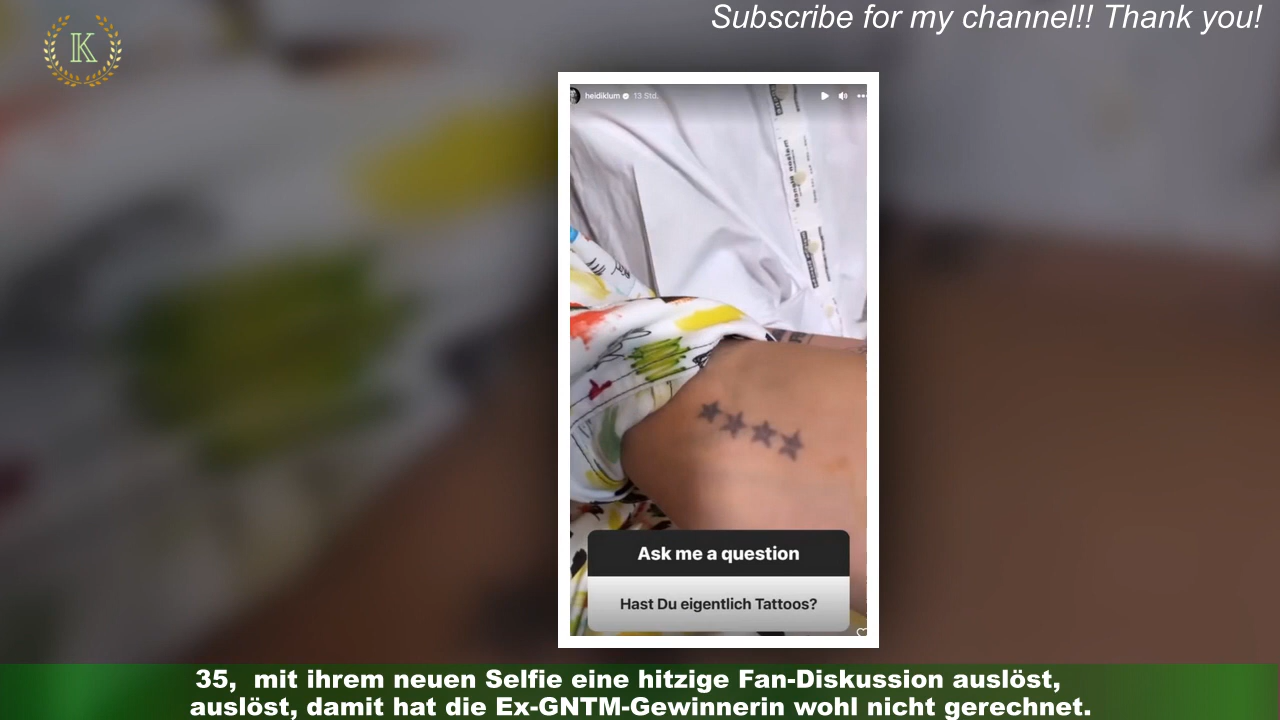 Subscribe for my channel!! Thank you!
K
heidiklum 13 Std.
Ask me a question
Hast Du eigentlich Tattoos?
35,  mit ihrem neuen Selfie eine hitzige Fan-Diskussion auslöst,
auslöst, damit hat die Ex-GNTM-Gewinnerin wohl nicht gerechnet.